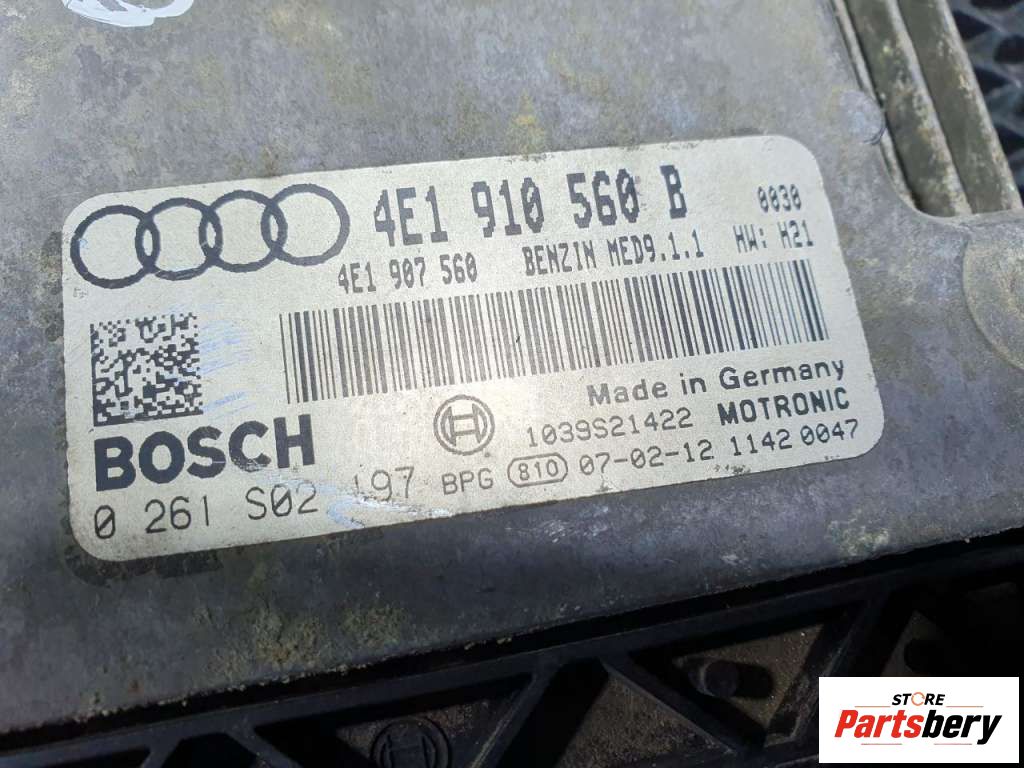 4E1 910 560 B 0030
4E1 907 560 BENZIN MED9.1.1 HW: H21
Made in Germany
BOSCH 1039S21422 MOTRONIC
0 261 S02 197 BPG 810 07-02-12 1142 0047
STORE
Partsbery